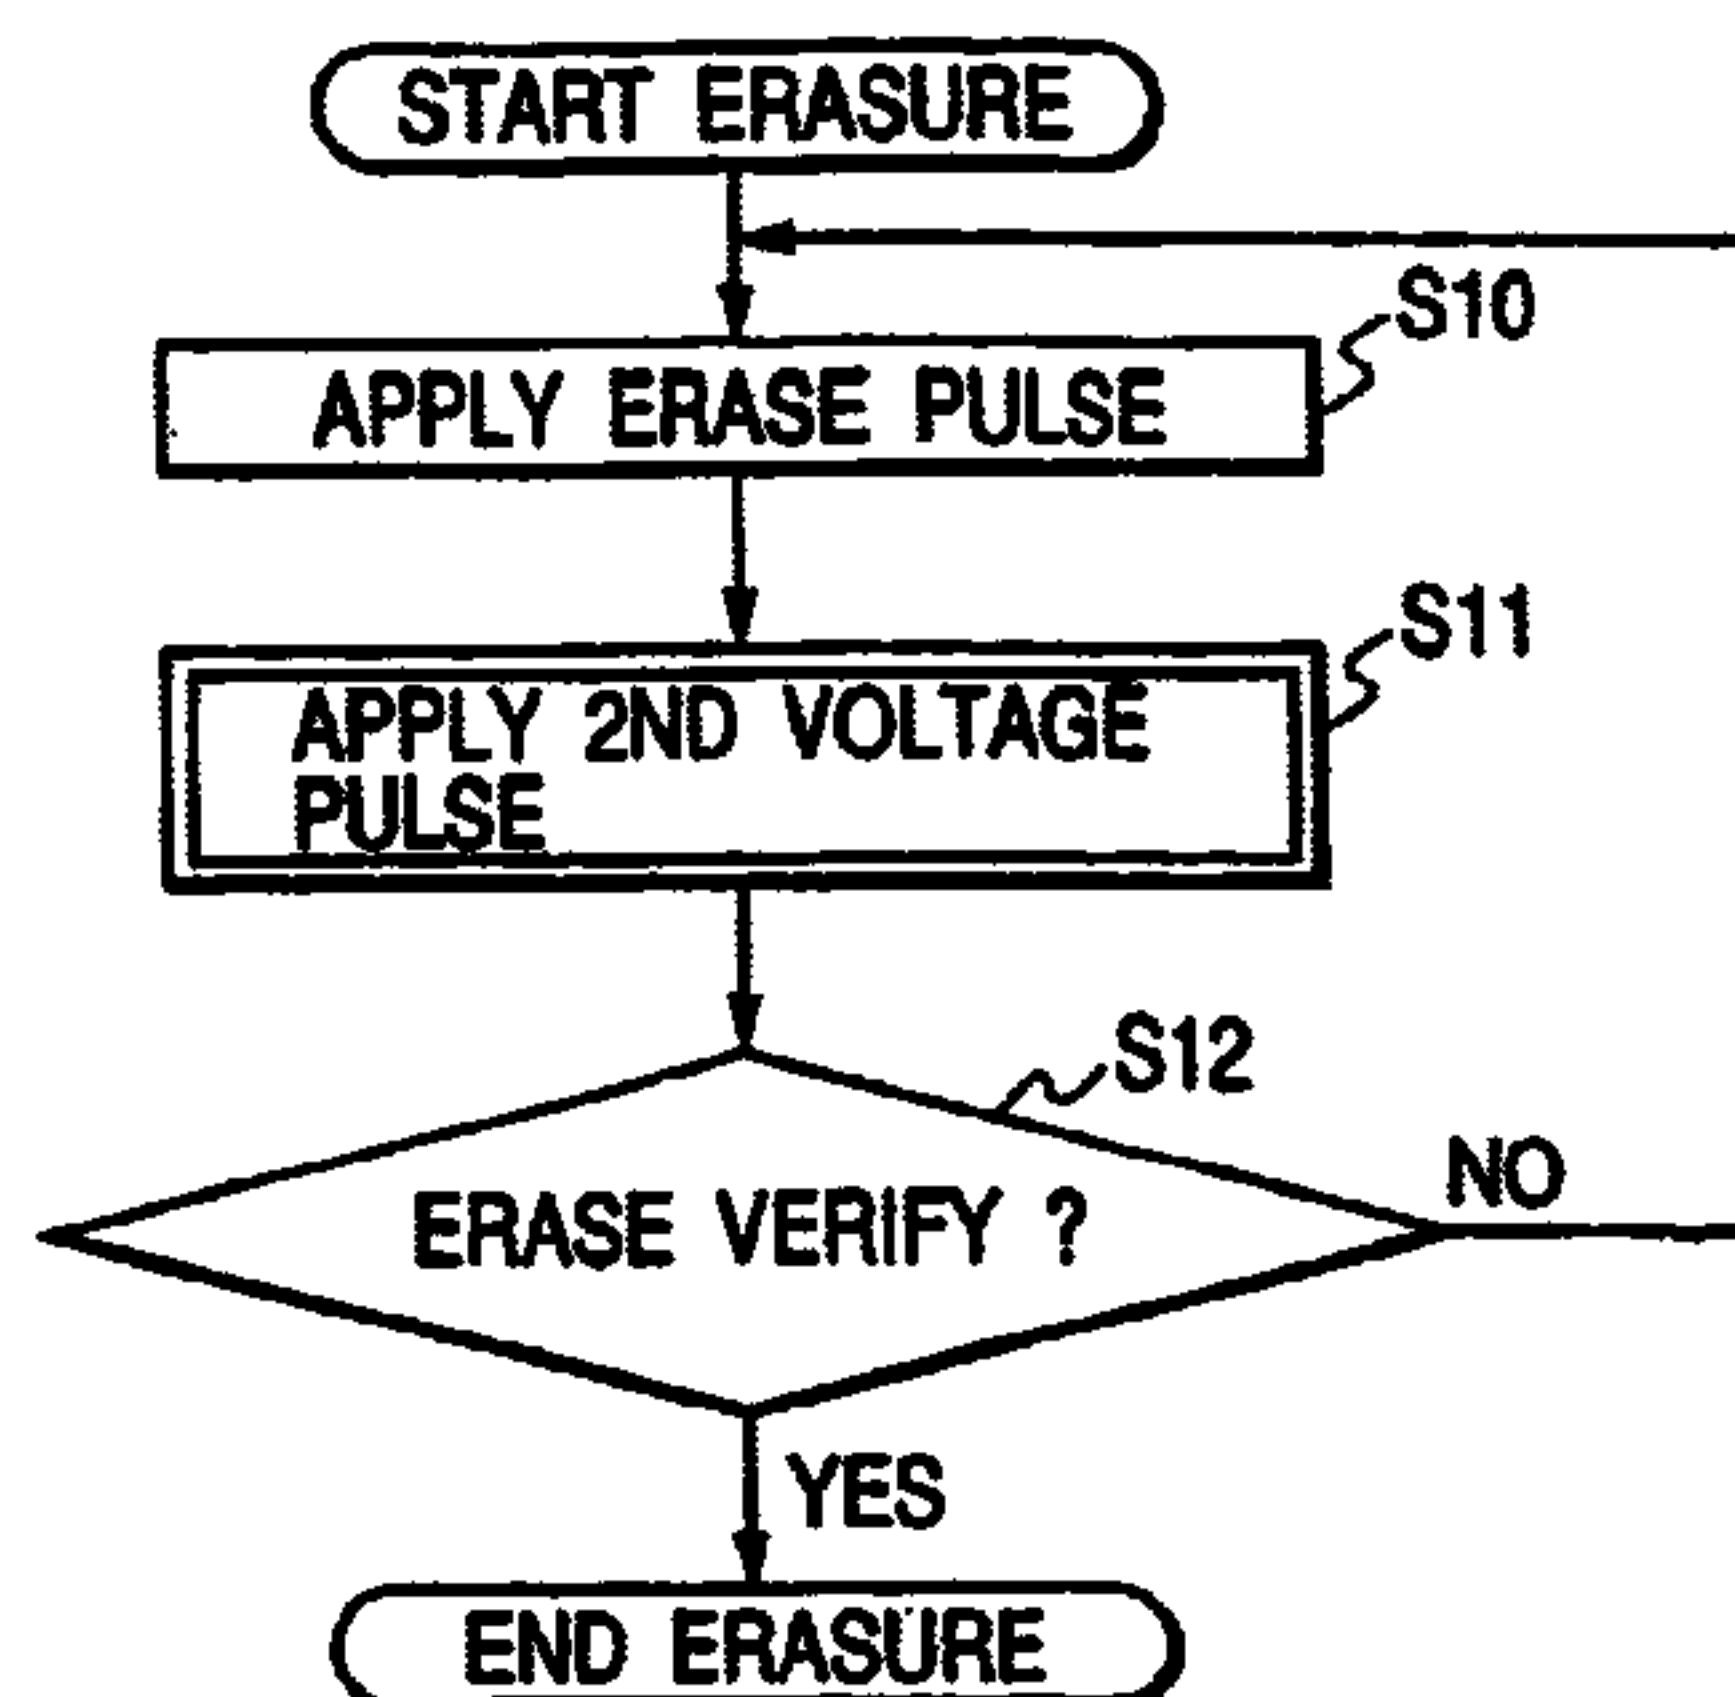 START ERASURE
S10
APPLY ERASE PULSE
S11
APPLY 2ND VOLTAGE
PULSE
S12
NO
ERASE VERIFY ?
YES
END ERASURE